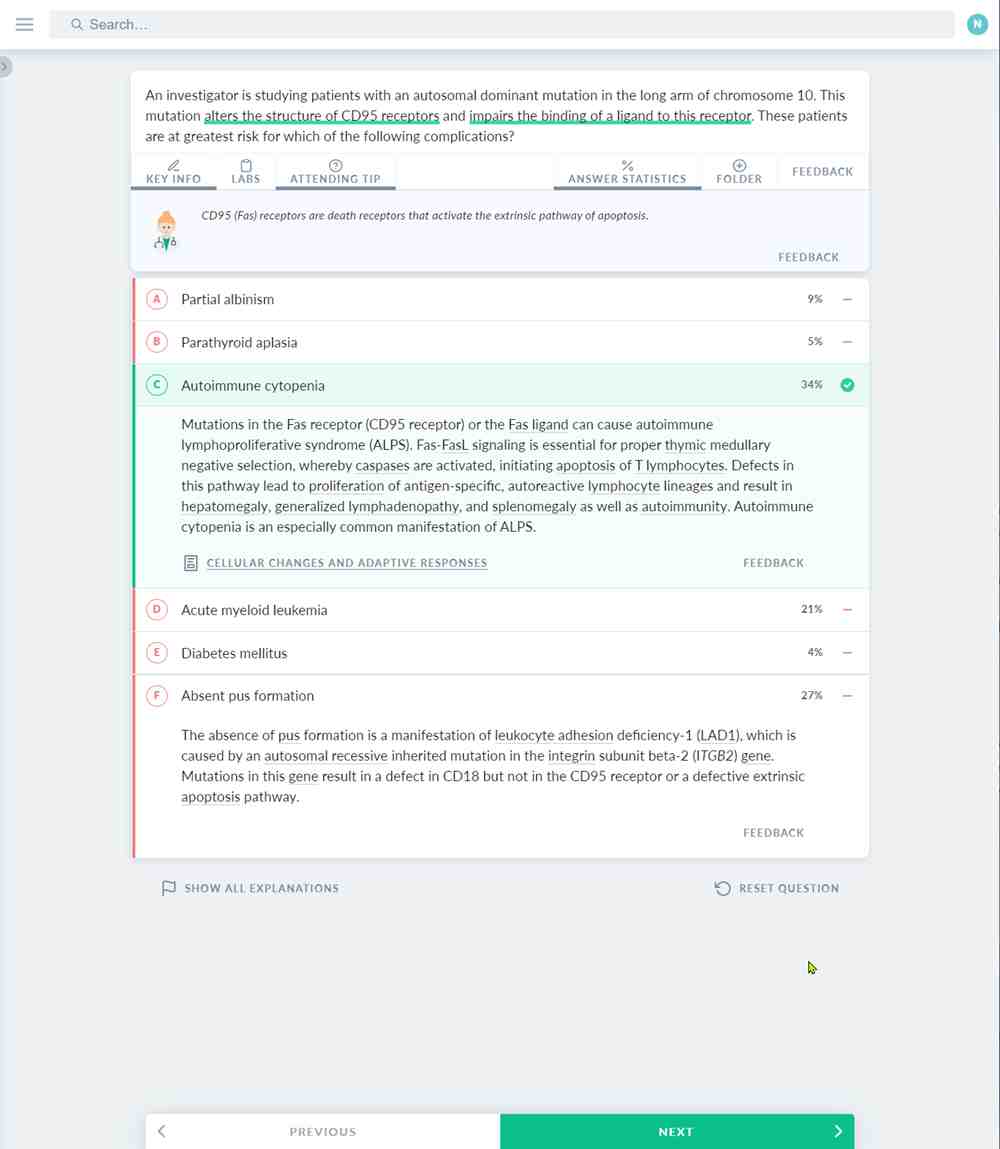 Search...
N
An investigator is studying patients with an autosomal dominant mutation in the long arm of chromosome 10. This
mutation alters the structure of CD95 receptors and impairs the binding of a ligand to this receptor. These patients
are at greatest risk for which of the following complications?
KEY INFO
LABS
ATTENDING TIP
ANSWER STATISTICS
FOLDER
FEEDBACK
CD95 (Fas) receptors are death receptors that activate the extrinsic pathway of apoptosis.
FEEDBACK
A Partial albinism 9%
B Parathyroid aplasia 5%
C Autoimmune cytopenia 34%
Mutations in the Fas receptor (CD95 receptor) or the Fas ligand can cause autoimmune
lymphoproliferative syndrome (ALPS). Fas-FasL signaling is essential for proper thymic medullary
negative selection, whereby caspases are activated, initiating apoptosis of T lymphocytes. Defects in
this pathway lead to proliferation of antigen-specific, autoreactive lymphocyte lineages and result in
hepatomegaly, generalized lymphadenopathy, and splenomegaly as well as autoimmunity. Autoimmune
cytopenia is an especially common manifestation of ALPS.
CELLULAR CHANGES AND ADAPTIVE RESPONSES
FEEDBACK
D Acute myeloid leukemia 21%
E Diabetes mellitus 4%
F Absent pus formation 27%
The absence of pus formation is a manifestation of leukocyte adhesion deficiency-1 (LAD1), which is
caused by an autosomal recessive inherited mutation in the integrin subunit beta-2 (ITGB2) gene.
Mutations in this gene result in a defect in CD18 but not in the CD95 receptor or a defective extrinsic
apoptosis pathway.
FEEDBACK
SHOW ALL EXPLANATIONS
RESET QUESTION
PREVIOUS
NEXT